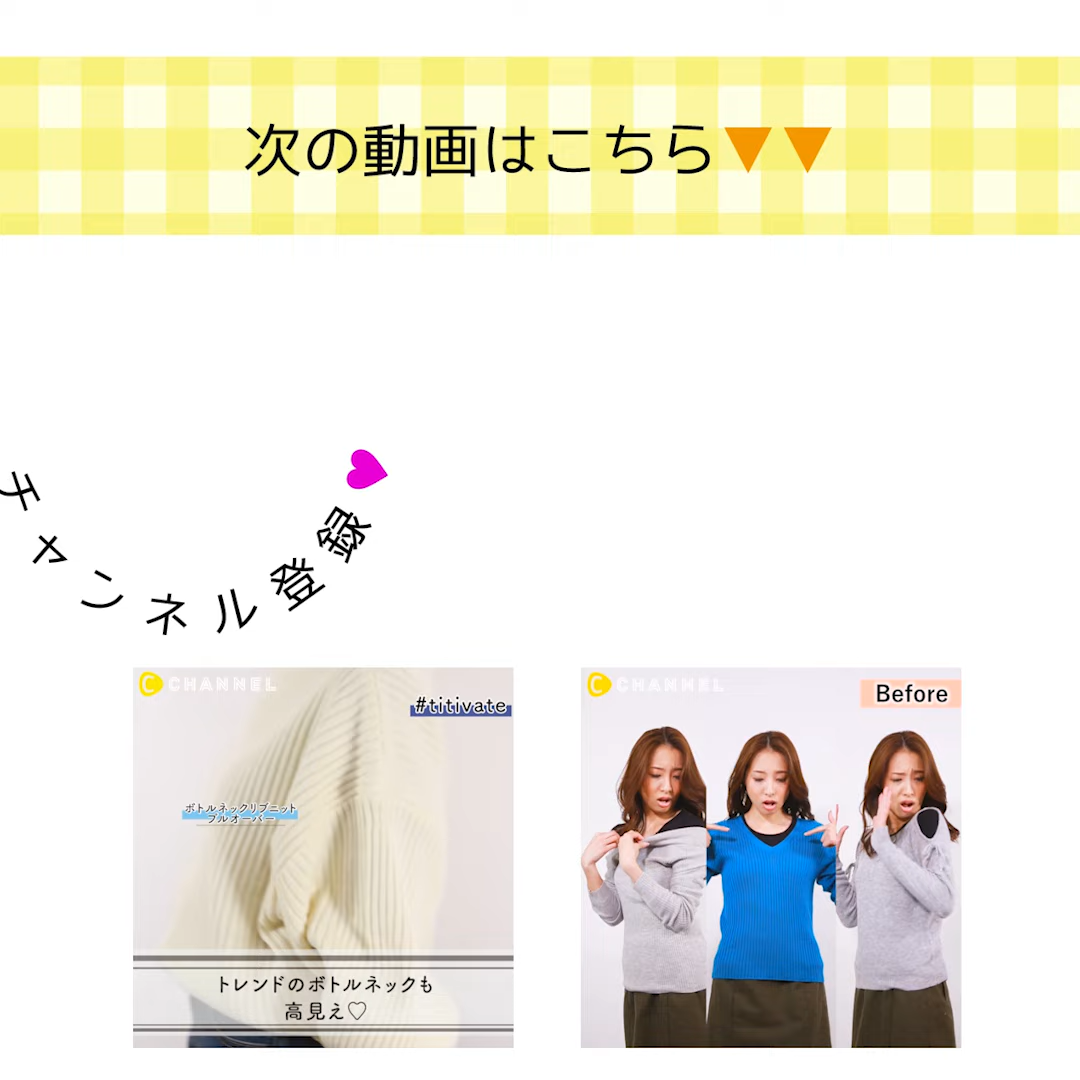 次の動画はこちら▼▼
チャンネル登録♥
C CHANNEL
#titivate
ボトルネックリブニット
プルオーバー
トレンドのボトルネックも
高見え♡
C CHANNEL
Before